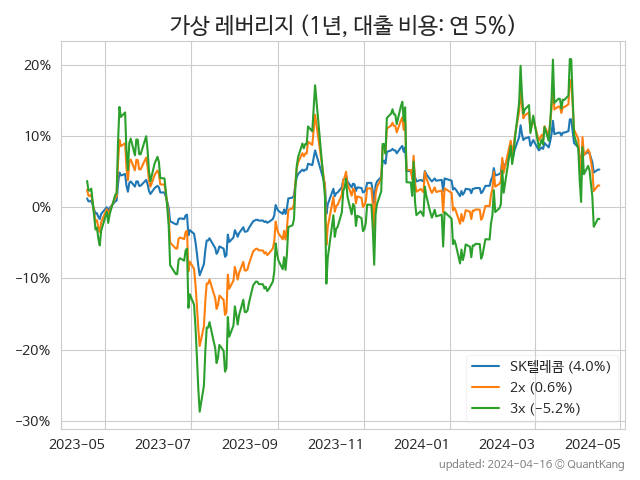 가상 레버리지 (1년, 대출 비용: 연 5%)
20%
10%
0%
−10%
−20%
−30%
SK텔레콤 (4.0%)
2x (0.6%)
3x (−5.2%)
2023-05 2023-07 2023-09 2023-11 2024-01 2024-03 2024-05
updated: 2024-04-16 © QuantKang